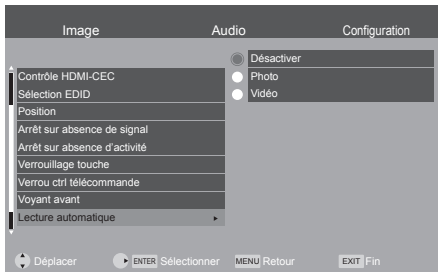 Image Audio Configuration
Désactiver
Photo
Vidéo
Contrôle HDMI-CEC
Sélection EDID
Position
Arrêt sur absence de signal
Arrêt sur absence d'activité
Verrouillage touche
Verrou ctrl télécommande
Voyant avant
Lecture automatique
Déplacer ENTER Sélectionner MENU Retour EXIT Fin